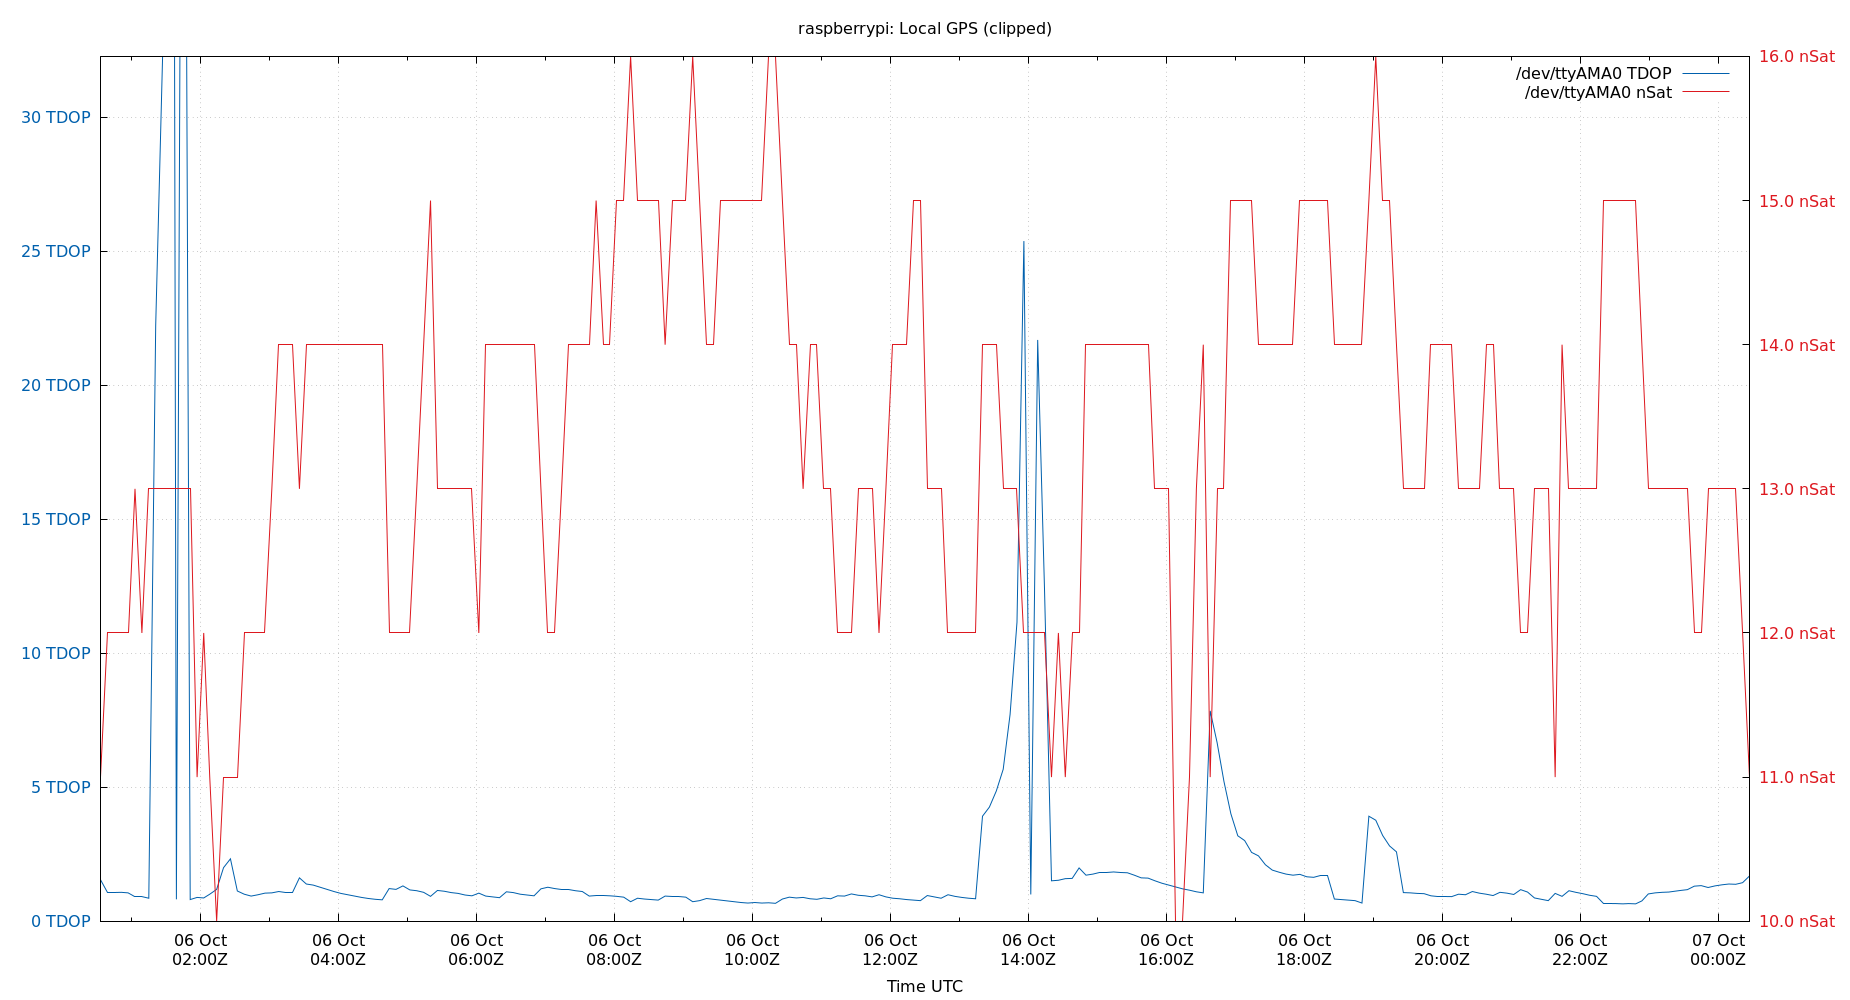 raspberrypi: Local GPS (clipped)
/dev/ttyAMA0 TDOP
/dev/ttyAMA0 nSat
30 TDOP
25 TDOP
20 TDOP
15 TDOP
10 TDOP
5 TDOP
0 TDOP
16.0 nSat
15.0 nSat
14.0 nSat
13.0 nSat
12.0 nSat
11.0 nSat
10.0 nSat
06 Oct
02:00Z
06 Oct
04:00Z
06 Oct
06:00Z
06 Oct
08:00Z
06 Oct
10:00Z
06 Oct
12:00Z
06 Oct
14:00Z
06 Oct
16:00Z
06 Oct
18:00Z
06 Oct
20:00Z
06 Oct
22:00Z
07 Oct
00:00Z
Time UTC